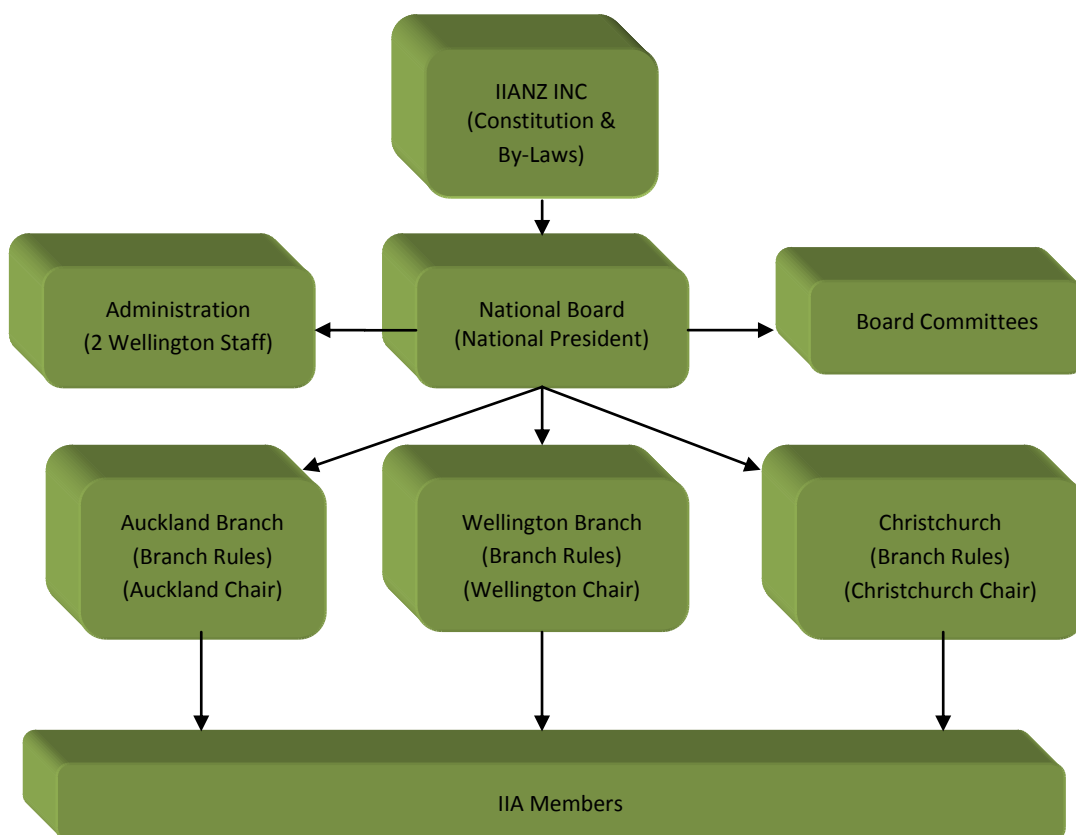 IIANZ INC
(Constitution &
By-Laws)
Administration
(2 Wellington Staff)
National Board
(National President)
Board Committees
Auckland Branch
(Branch Rules)
(Auckland Chair)
Wellington Branch
(Branch Rules)
(Wellington Chair)
Christchurch
(Branch Rules)
(Christchurch Chair)
IIA Members